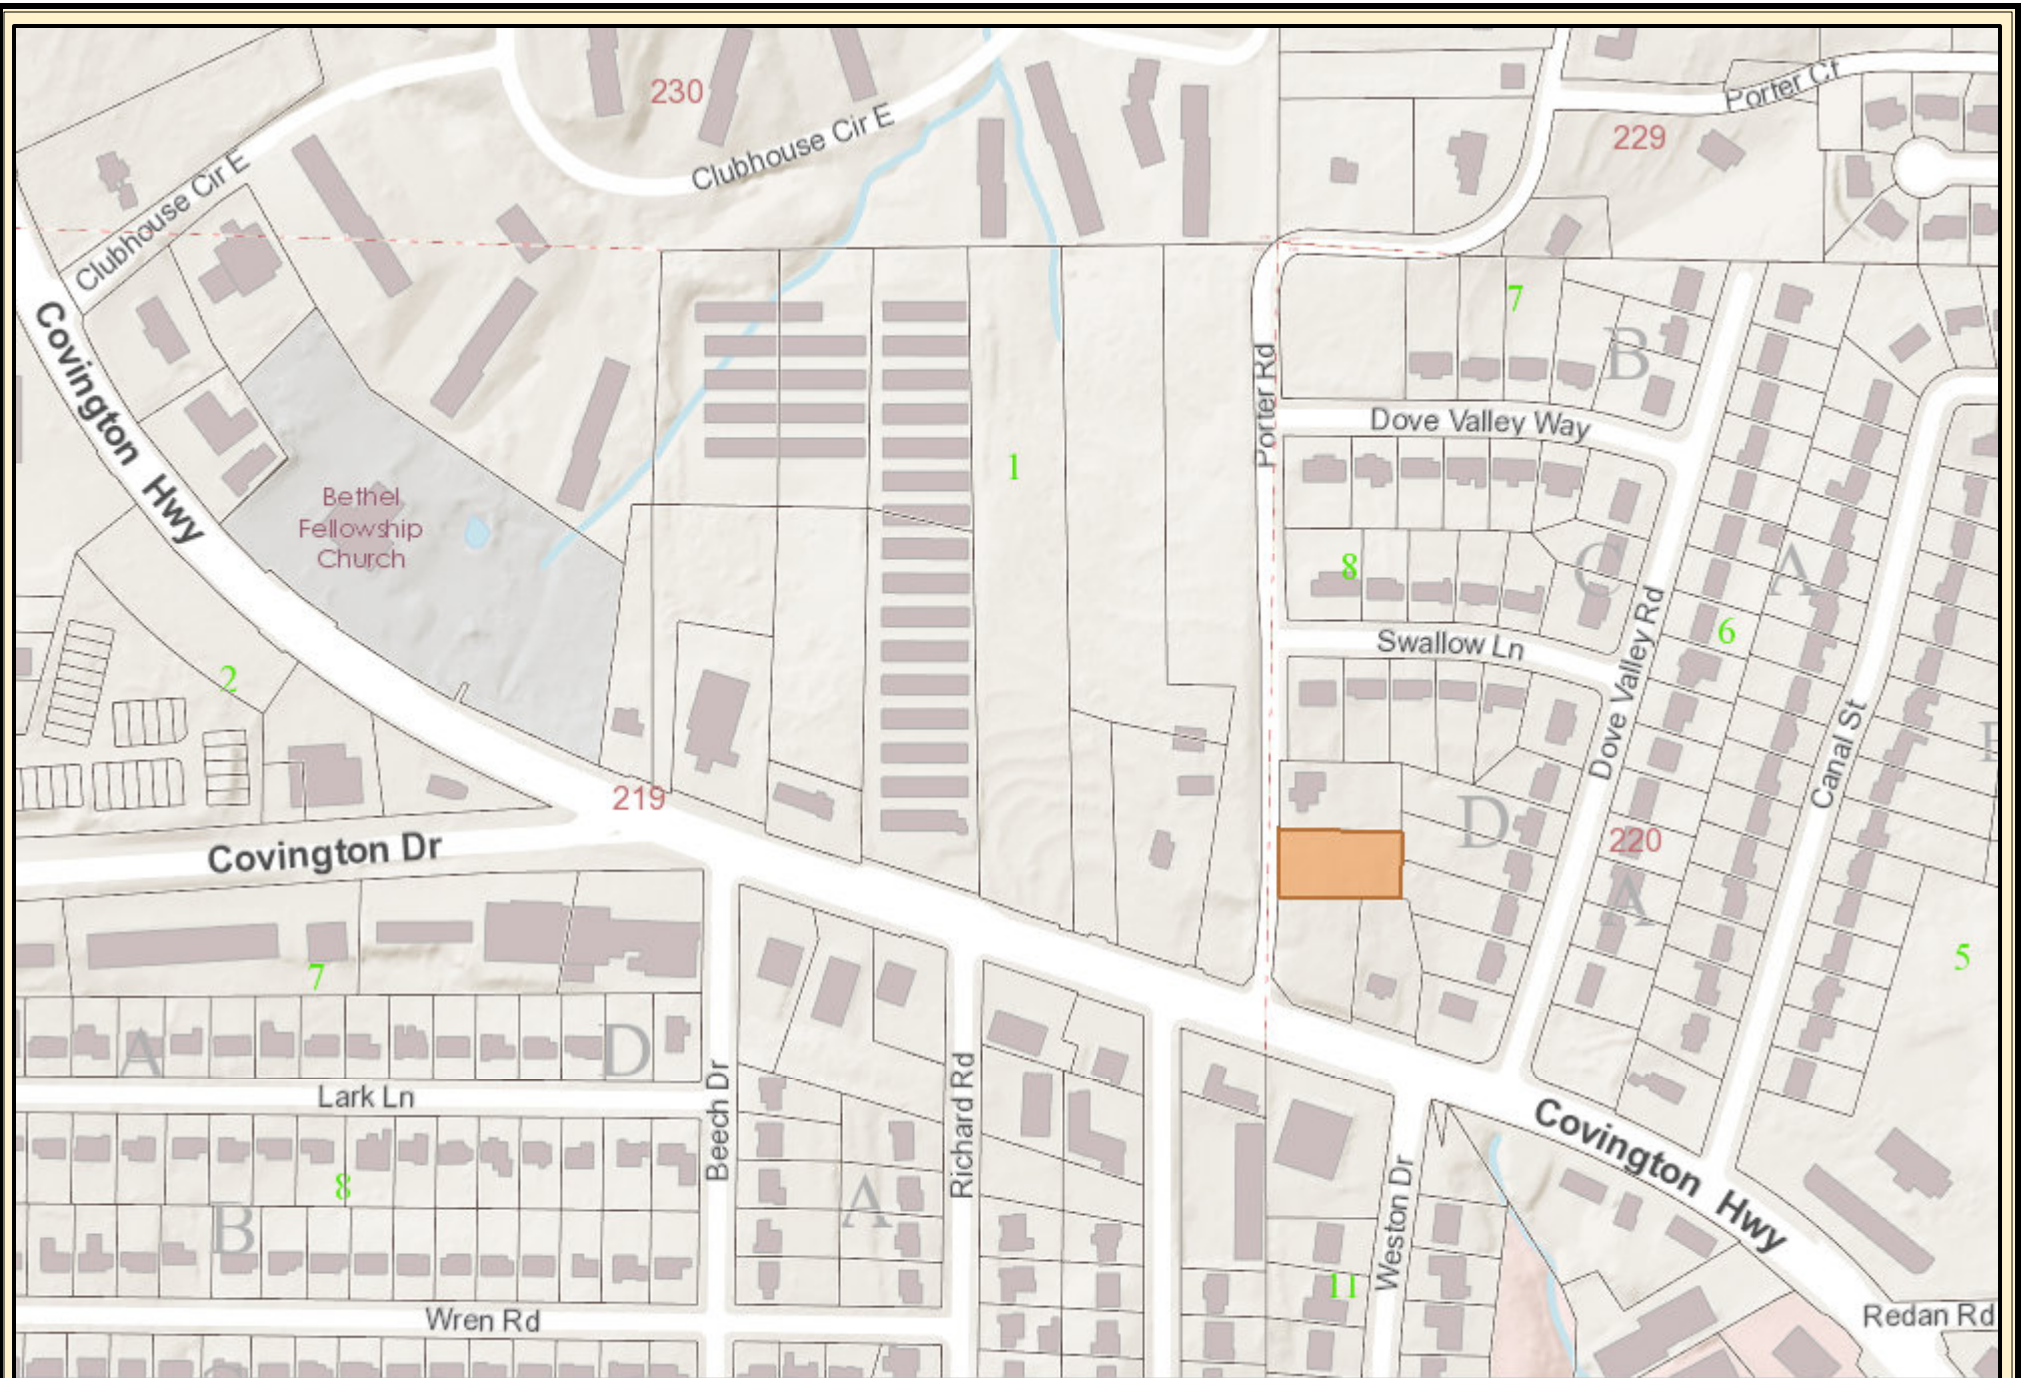 230
Porter Ct
229
Clubhouse Cir E
Clubhouse Cir E
7
B
Covington Hwy
Porter Rd
Dove Valley Way
1
Bethel
Fellowship
Church
8
C
A
6
Swallow Ln
Dove Valley Rd
2
Canal St
219
D
220
Covington Dr
A
7
5
A
D
Lark Ln
Beech Dr
Richard Rd
Covington Hwy
8
A
B
Weston Dr
11
Wren Rd
Redan Rd